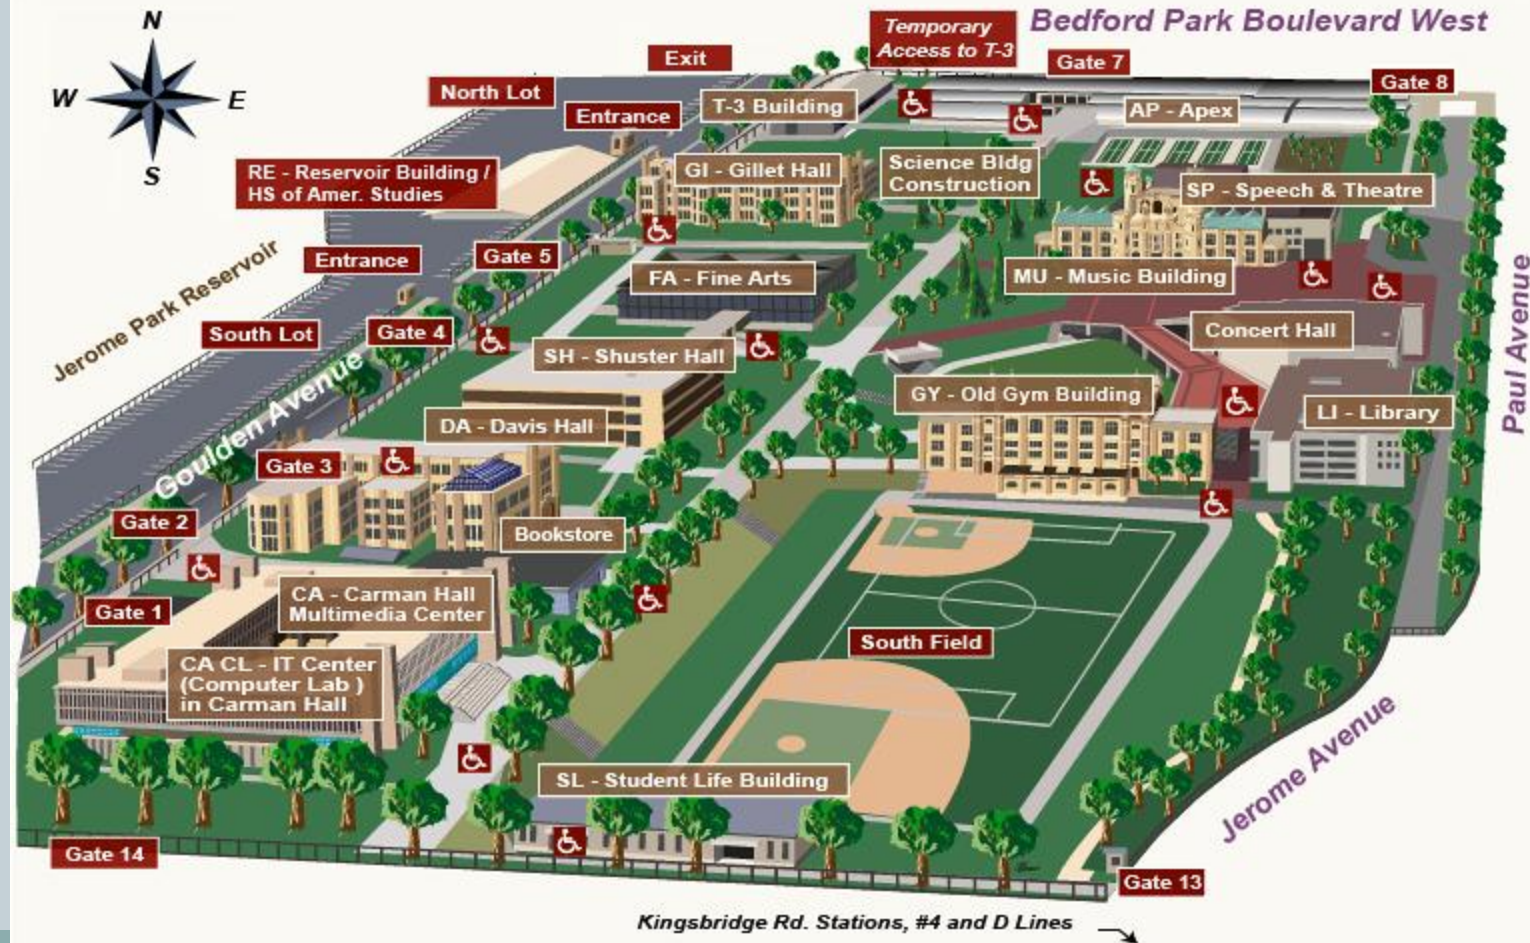 N
W E
S
Bedford Park Boulevard West
Temporary
Access to T-3
Exit
Gate 7
Gate 8
North Lot
Entrance
T-3 Building
AP - Apex
RE - Reservoir Building /
HS of Amer. Studies
GI - Gillet Hall
Science Bldg
Construction
SP - Speech & Theatre
Entrance
Gate 5
FA - Fine Arts
MU - Music Building
Jerome Park Reservoir
South Lot
Gate 4
Concert Hall
Paul Avenue
SH - Shuster Hall
Goulden Avenue
GY - Old Gym Building
LI - Library
DA - Davis Hall
Gate 3
Gate 2
Bookstore
Gate 1
CA - Carman Hall
Multimedia Center
South Field
CA CL - IT Center
(Computer Lab )
in Carman Hall
Jerome Avenue
SL - Student Life Building
Gate 14
Gate 13
Kingsbridge Rd. Stations, #4 and D Lines